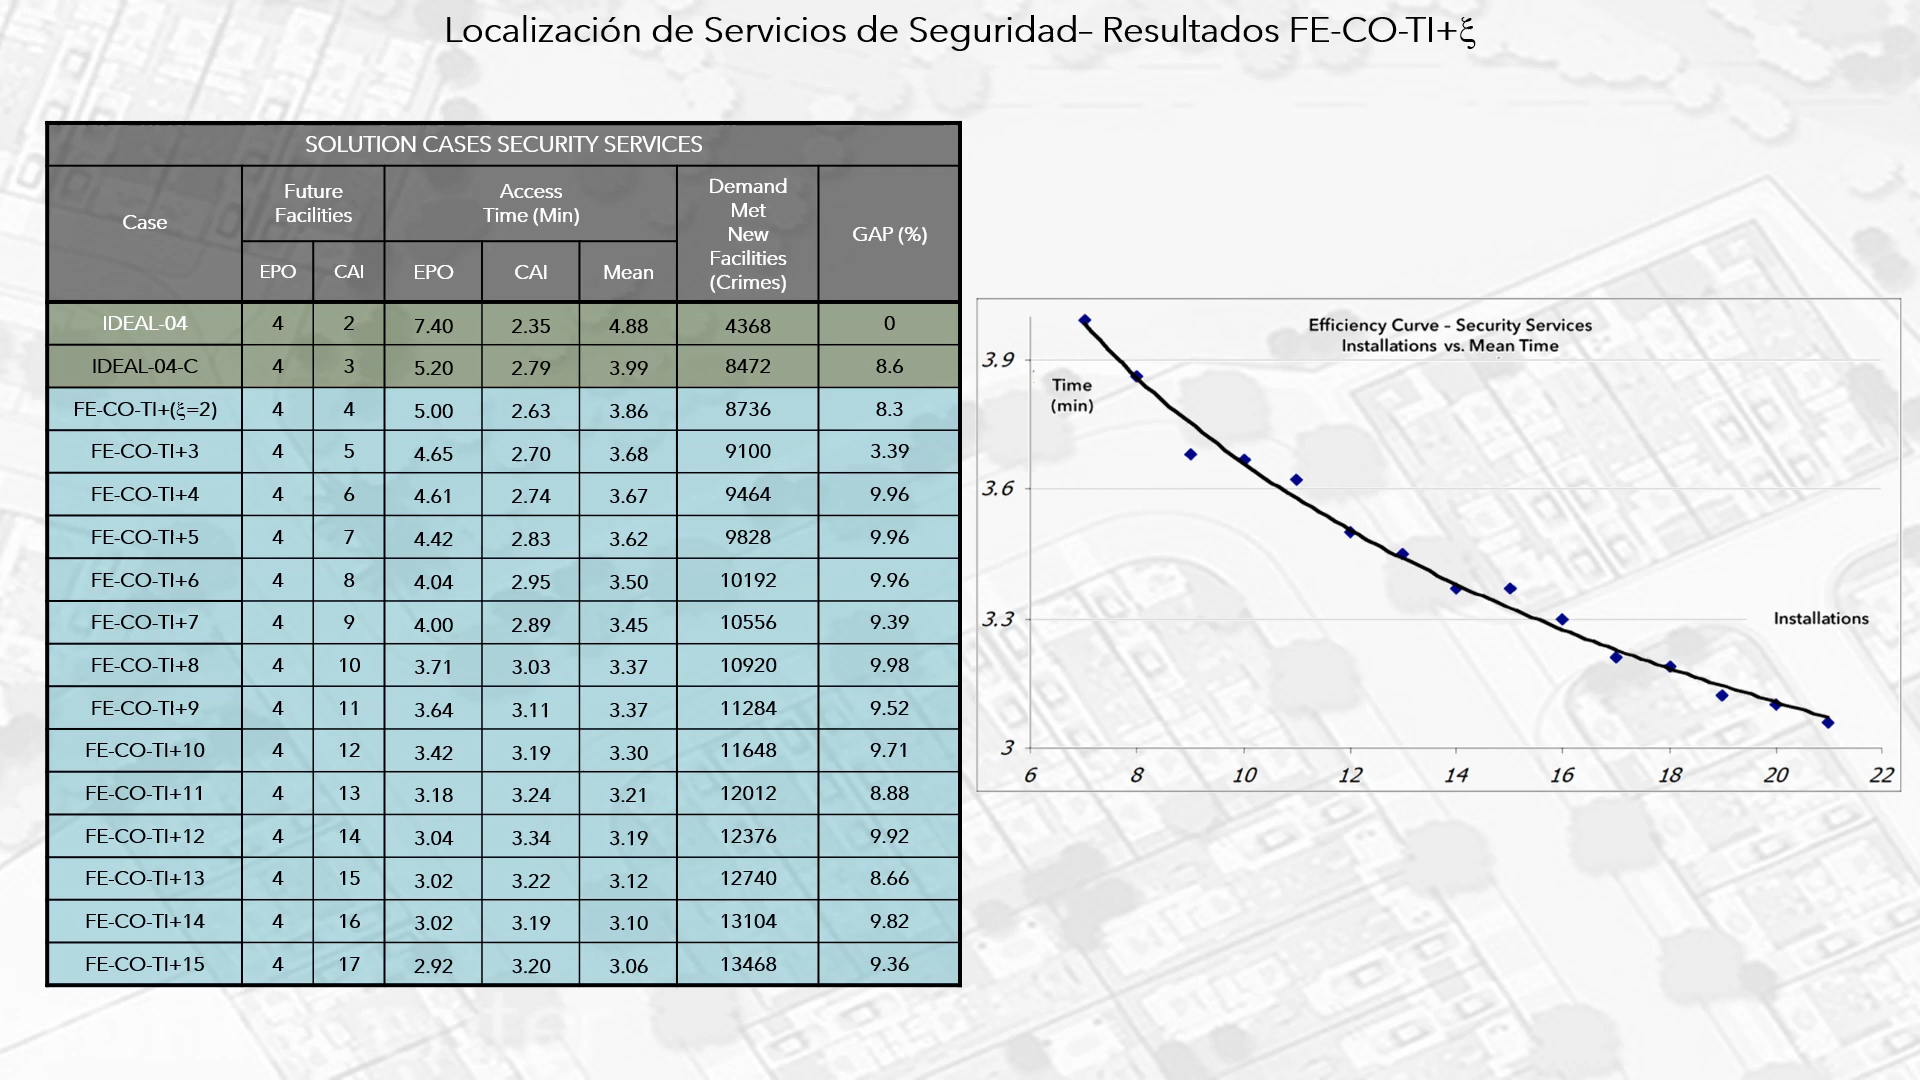 Localización de Servicios de Seguridad– Resultados FE-CO-TI+ξ
SOLUTION CASES SECURITY SERVICES
Case
Future
Facilities
Access
Time (Min)
Demand
Met
New
Facilities
(Crimes)
GAP (%)
EPO CAI EPO CAI Mean
IDEAL-04 4 2 7.40 2.35 4.88 4368 0
IDEAL-04-C 4 3 5.20 2.79 3.99 8472 8.6
FE-CO-TI+(ξ=2) 4 4 5.00 2.63 3.86 8736 8.3
FE-CO-TI+3 4 5 4.65 2.70 3.68 9100 3.39
FE-CO-TI+4 4 6 4.61 2.74 3.67 9464 9.96
FE-CO-TI+5 4 7 4.42 2.83 3.62 9828 9.96
FE-CO-TI+6 4 8 4.04 2.95 3.50 10192 9.96
FE-CO-TI+7 4 9 4.00 2.89 3.45 10556 9.39
FE-CO-TI+8 4 10 3.71 3.03 3.37 10920 9.98
FE-CO-TI+9 4 11 3.64 3.11 3.37 11284 9.52
FE-CO-TI+10 4 12 3.42 3.19 3.30 11648 9.71
FE-CO-TI+11 4 13 3.18 3.24 3.21 12012 8.88
FE-CO-TI+12 4 14 3.04 3.34 3.19 12376 9.92
FE-CO-TI+13 4 15 3.02 3.22 3.12 12740 8.66
FE-CO-TI+14 4 16 3.02 3.19 3.10 13104 9.82
FE-CO-TI+15 4 17 2.92 3.20 3.06 13468 9.36
Efficiency Curve – Security Services
Installations vs. Mean Time
3.9
Time
(min)
3.6
3.3
Installations
3
6 8 10 12 14 16 18 20 22